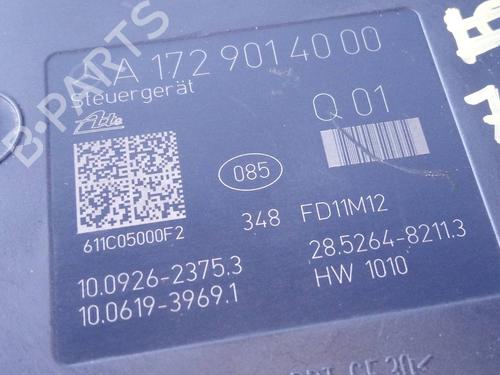 A 172 901 40 00
Steuergerät
Q 01
Ate
085
611C05000F2
348 FD11M12
10.0926-2375.3
28.5264-8211.3
10.0619-3969.1
HW 1010
B-PARTS